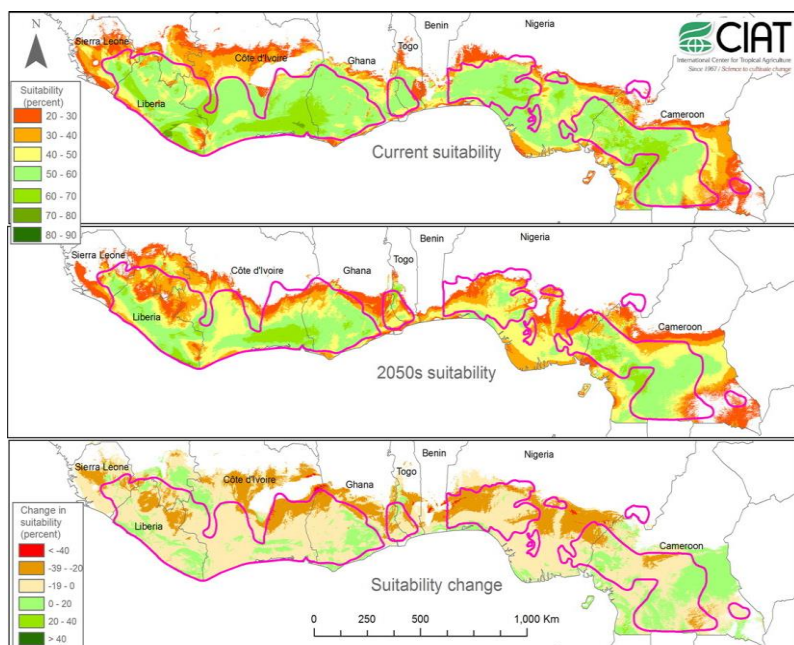 N
Sierra Leone
Liberia
Côte d'Ivoire
Ghana
Togo
Benin
Nigeria
Cameroon
CIAT
International Center for Tropical Agriculture
Since 1967 / Science to cultivate change
Suitability
(percent)
20 - 30
30 - 40
40 - 50
50 - 60
60 - 70
70 - 80
80 - 90
Current suitability
Sierra Leone
Liberia
Côte d'Ivoire
Ghana
Togo
Benin
Nigeria
Cameroon
2050s suitability
Sierra Leone
Liberia
Côte d'Ivoire
Ghana
Togo
Benin
Nigeria
Cameroon
Change in
suitability
(percent)
< -40
-39 - -20
-19 - 0
0 - 20
20 - 40
> 40
Suitability change
0 250 500 1,000 Km